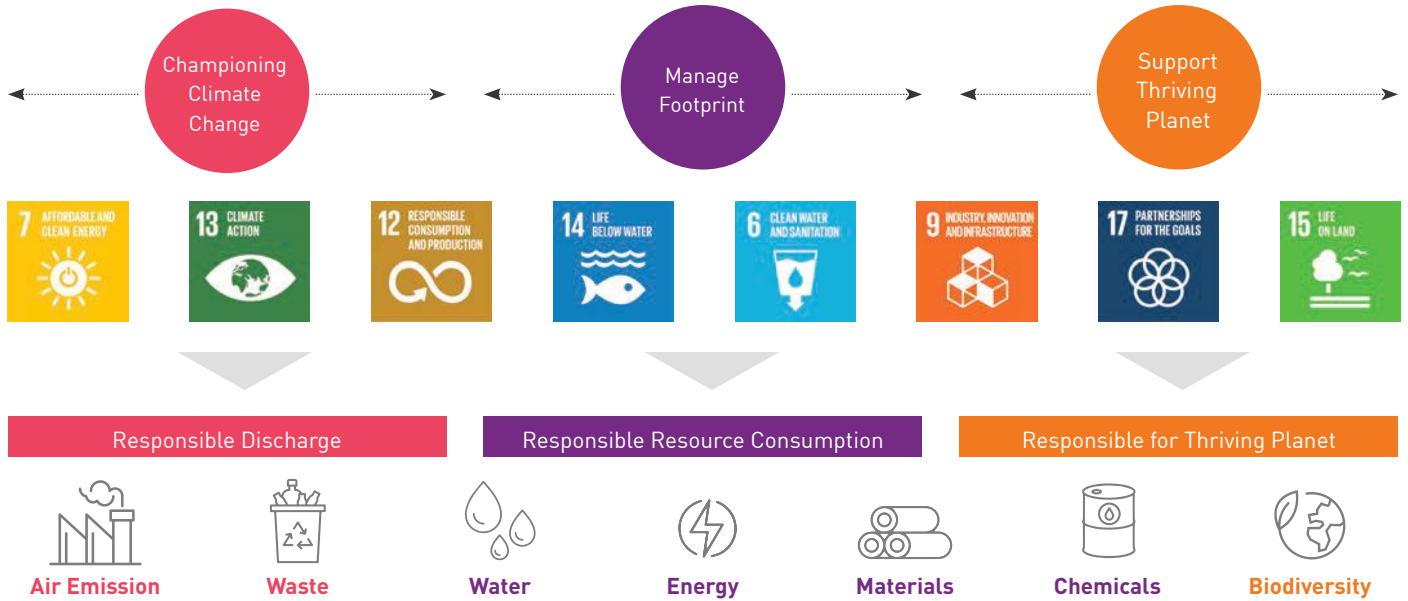 Championing
Climate
Change
Manage
Footprint
Support
Thriving
Planet
7 AFFORDABLE AND
CLEAN ENERGY
13 CLIMATE
ACTION
12 RESPONSIBLE
CONSUMPTION
AND PRODUCTION
14 LIFE
BELOW WATER
6 CLEAN WATER
AND SANITATION
9 INDUSTRY, INNOVATION
AND INFRASTRUCTURE
17 PARTNERSHIPS
FOR THE GOALS
15 LIFE
ON LAND
Responsible Discharge
Responsible Resource Consumption
Responsible for Thriving Planet
Air Emission
Waste
Water
Energy
Materials
Chemicals
Biodiversity